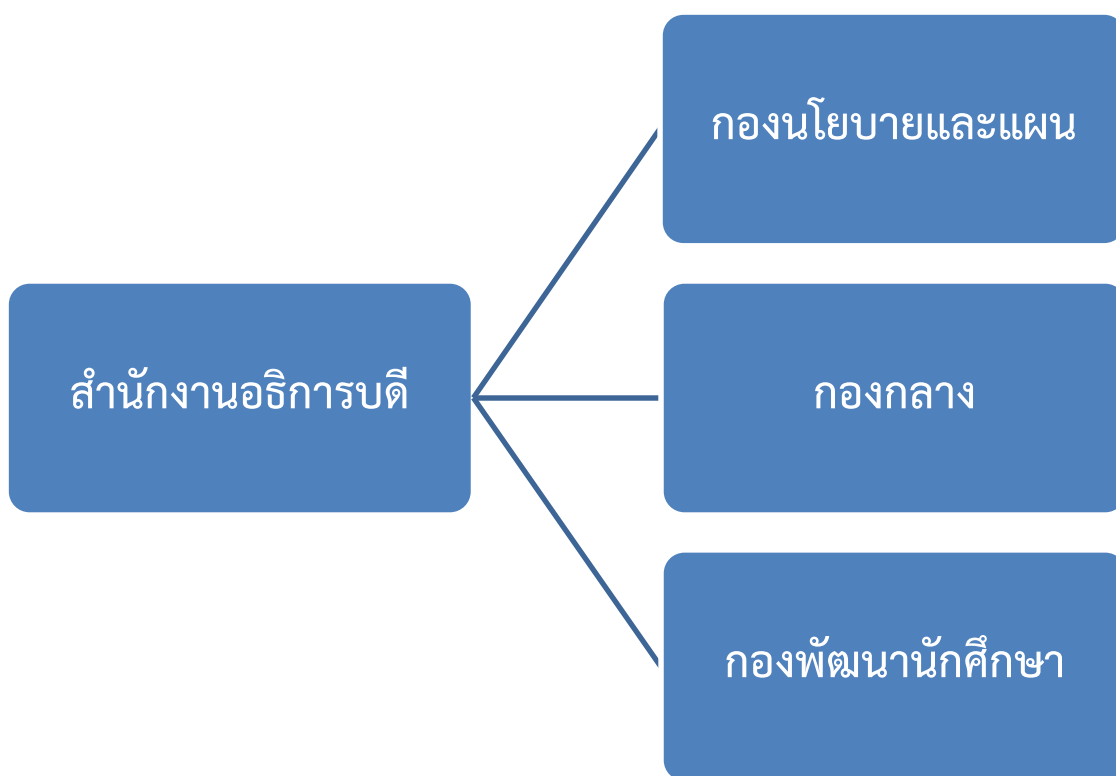 กองนโยบายและแผน
สำนักงานอธิการบดี
กองกลาง
กองพัฒนานักศึกษา